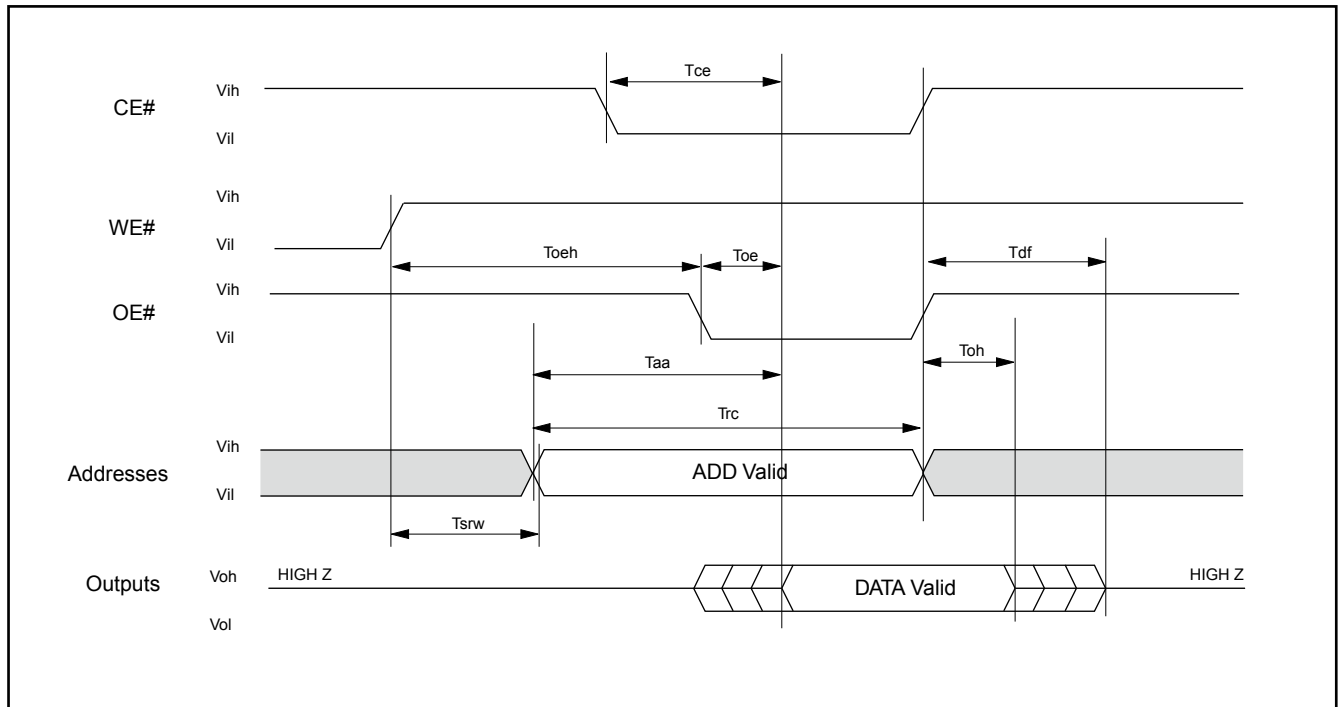 Tce
CE#
Vih
Vil
WE#
Vih
Vil
Toeh
Toe
Tdf
OE#
Vih
Vil
Taa
Toh
Trc
Addresses
Vih
Vil
ADD Valid
Tsrw
Outputs
Voh
HIGH Z
DATA Valid
HIGH Z
Vol